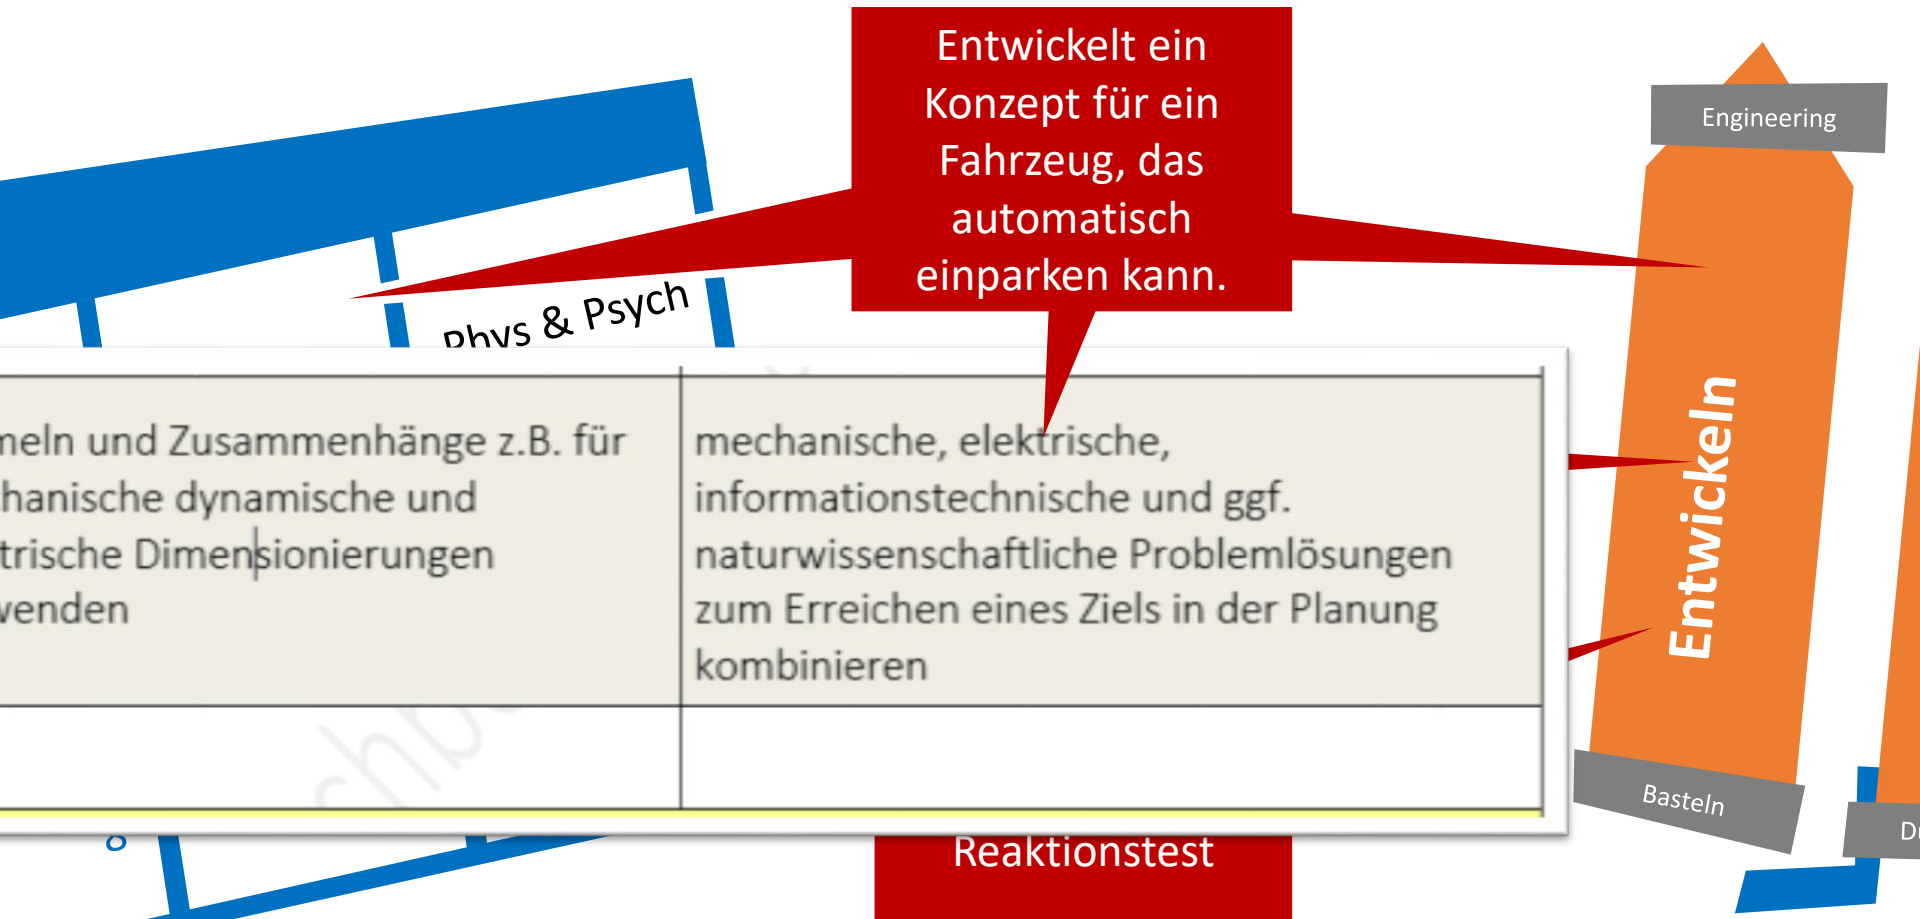 Entwickelt ein
Konzept für ein
Fahrzeug, das
automatisch
einparken kann.
Engineering
Phys & Psych
meln und Zusammenhänge z.B. für
hanische dynamische und
trische Dimensionierungen
wenden
mechanische, elektrische,
informationstechnische und ggf.
naturwissenschaftliche Problemlösungen
zum Erreichen eines Ziels in der Planung
kombinieren
Entwickeln
Basteln
Reaktionstest